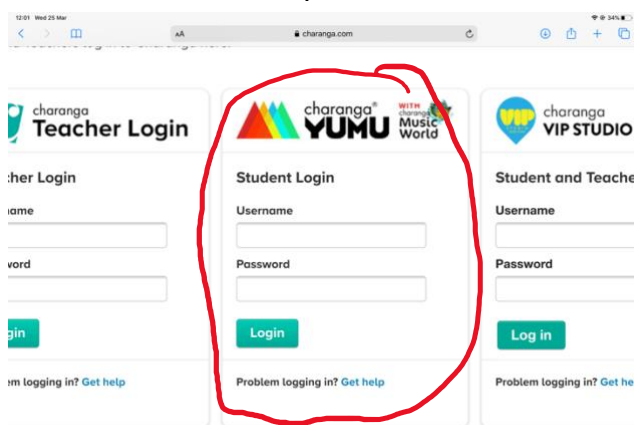 12:01 Wed 25 Mar
34%
AA
charanga.com
charanga
Teacher Login
cher Login
name
word
gin
em logging in? Get help
charanga®
YUMU
WITH
charanga
Music
World
Student Login
Username
Password
Login
Problem logging in? Get help
VIP
charanga
VIP STUDIO
Student and Teache
Username
Password
Log in
Problem logging in? Get he